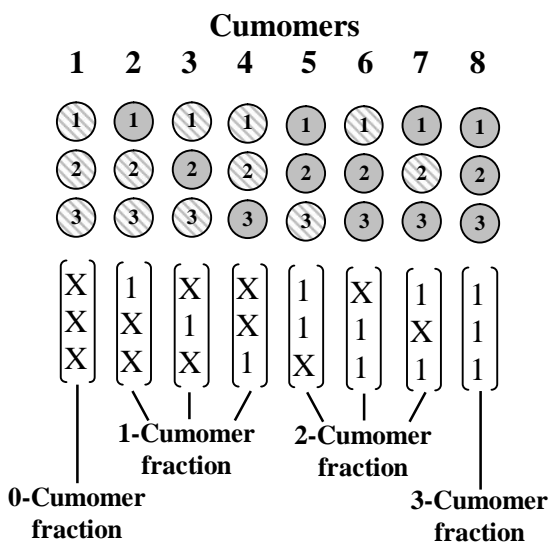 Cumomers
1 2 3 4 5 6 7 8
1 1 1 1 1 1 1 1
2 2 2 2 2 2 2 2
3 3 3 3 3 3 3 3
X 1 X X 1 X 1 1
X X 1 X 1 1 X 1
X X X 1 X 1 1 1
1-Cumomer 2-Cumomer
fraction fraction
0-Cumomer 3-Cumomer
fraction fraction